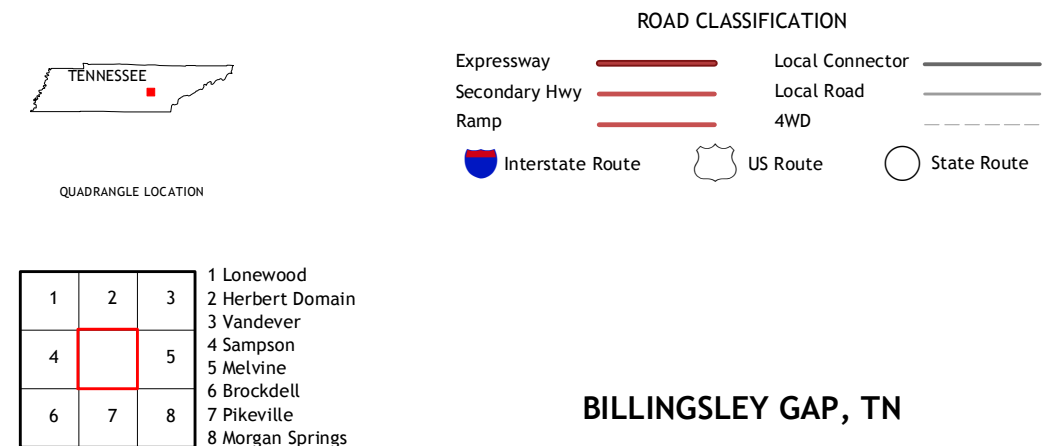 ROAD CLASSIFICATION
TENNESSEE
QUADRANGLE LOCATION
Expressway
Local Connector
Secondary Hwy
Local Road
Ramp
4WD
Interstate Route
US Route
State Route
1 2 3
4 5
6 7 8
1 Lonewood
2 Herbert Domain
3 Vandever
4 Sampson
5 Melvine
6 Brockdell
7 Pikeville
8 Morgan Springs
BILLINGSLEY GAP, TN